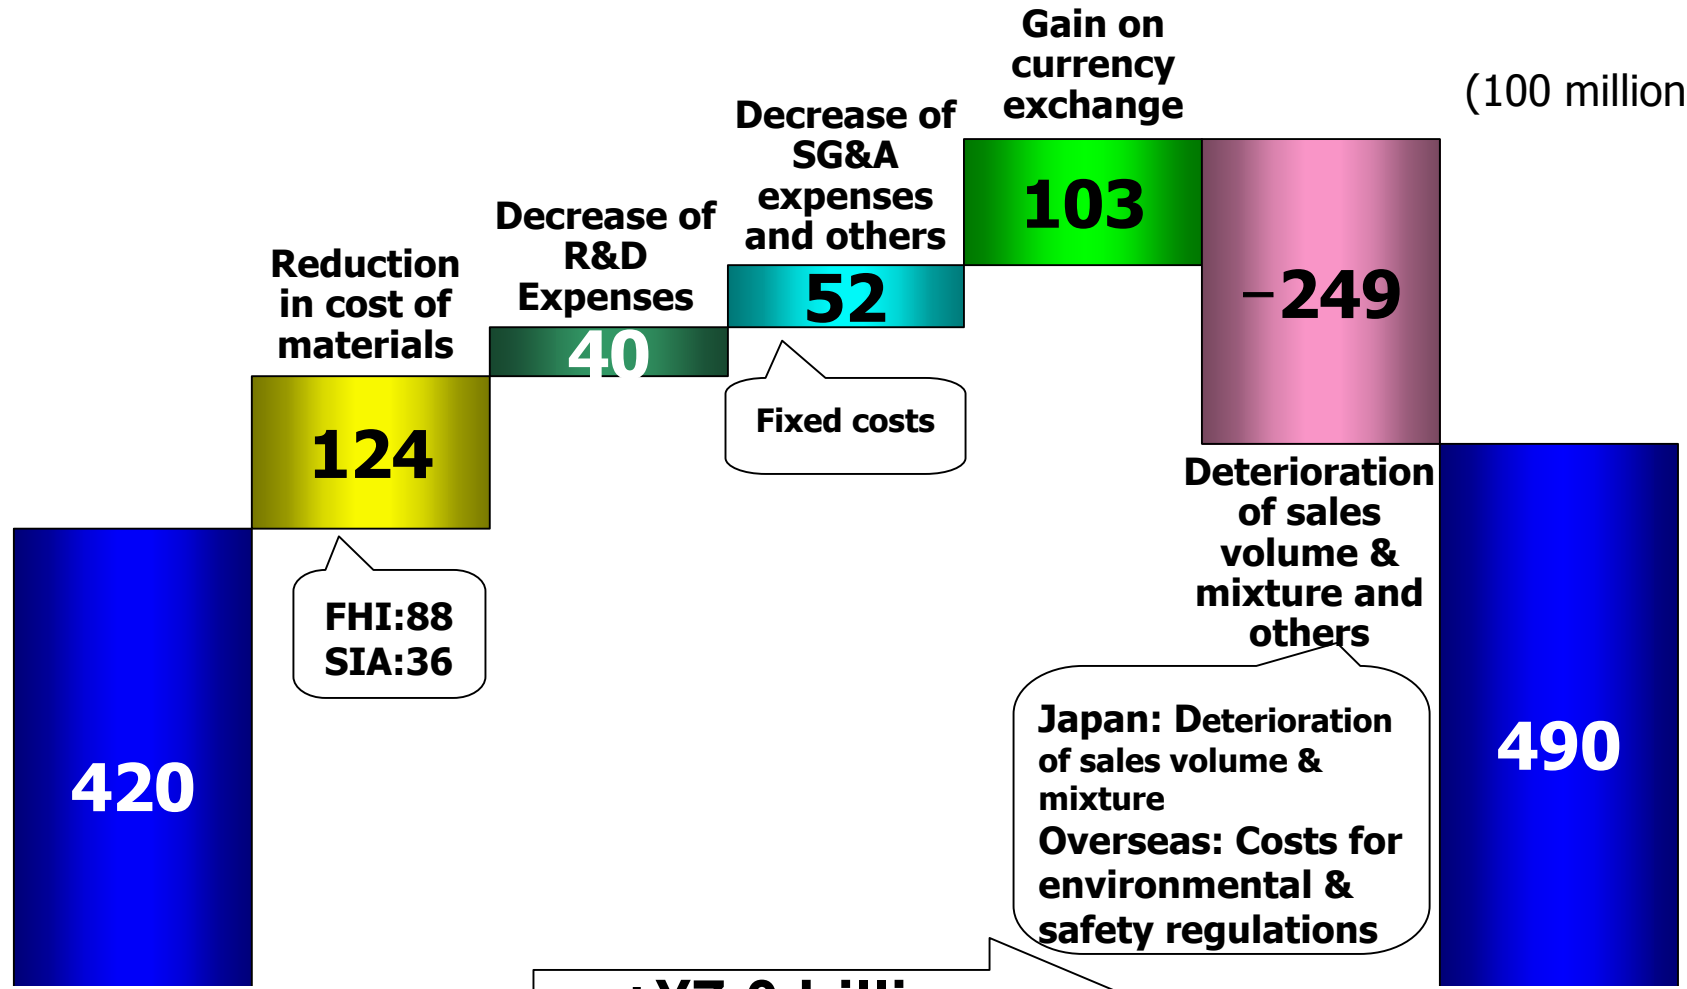 (100 million
Gain on
currency
exchange
103
Decrease of
SG&A
expenses
and others
52
Fixed costs
Decrease of
R&D
Expenses
40
Reduction
in cost of
materials
124
FHI:88
SIA:36
420
−249
Deterioration
of sales
volume &
mixture and
others
Japan: Deterioration
of sales volume &
mixture
Overseas: Costs for
environmental &
safety regulations
490